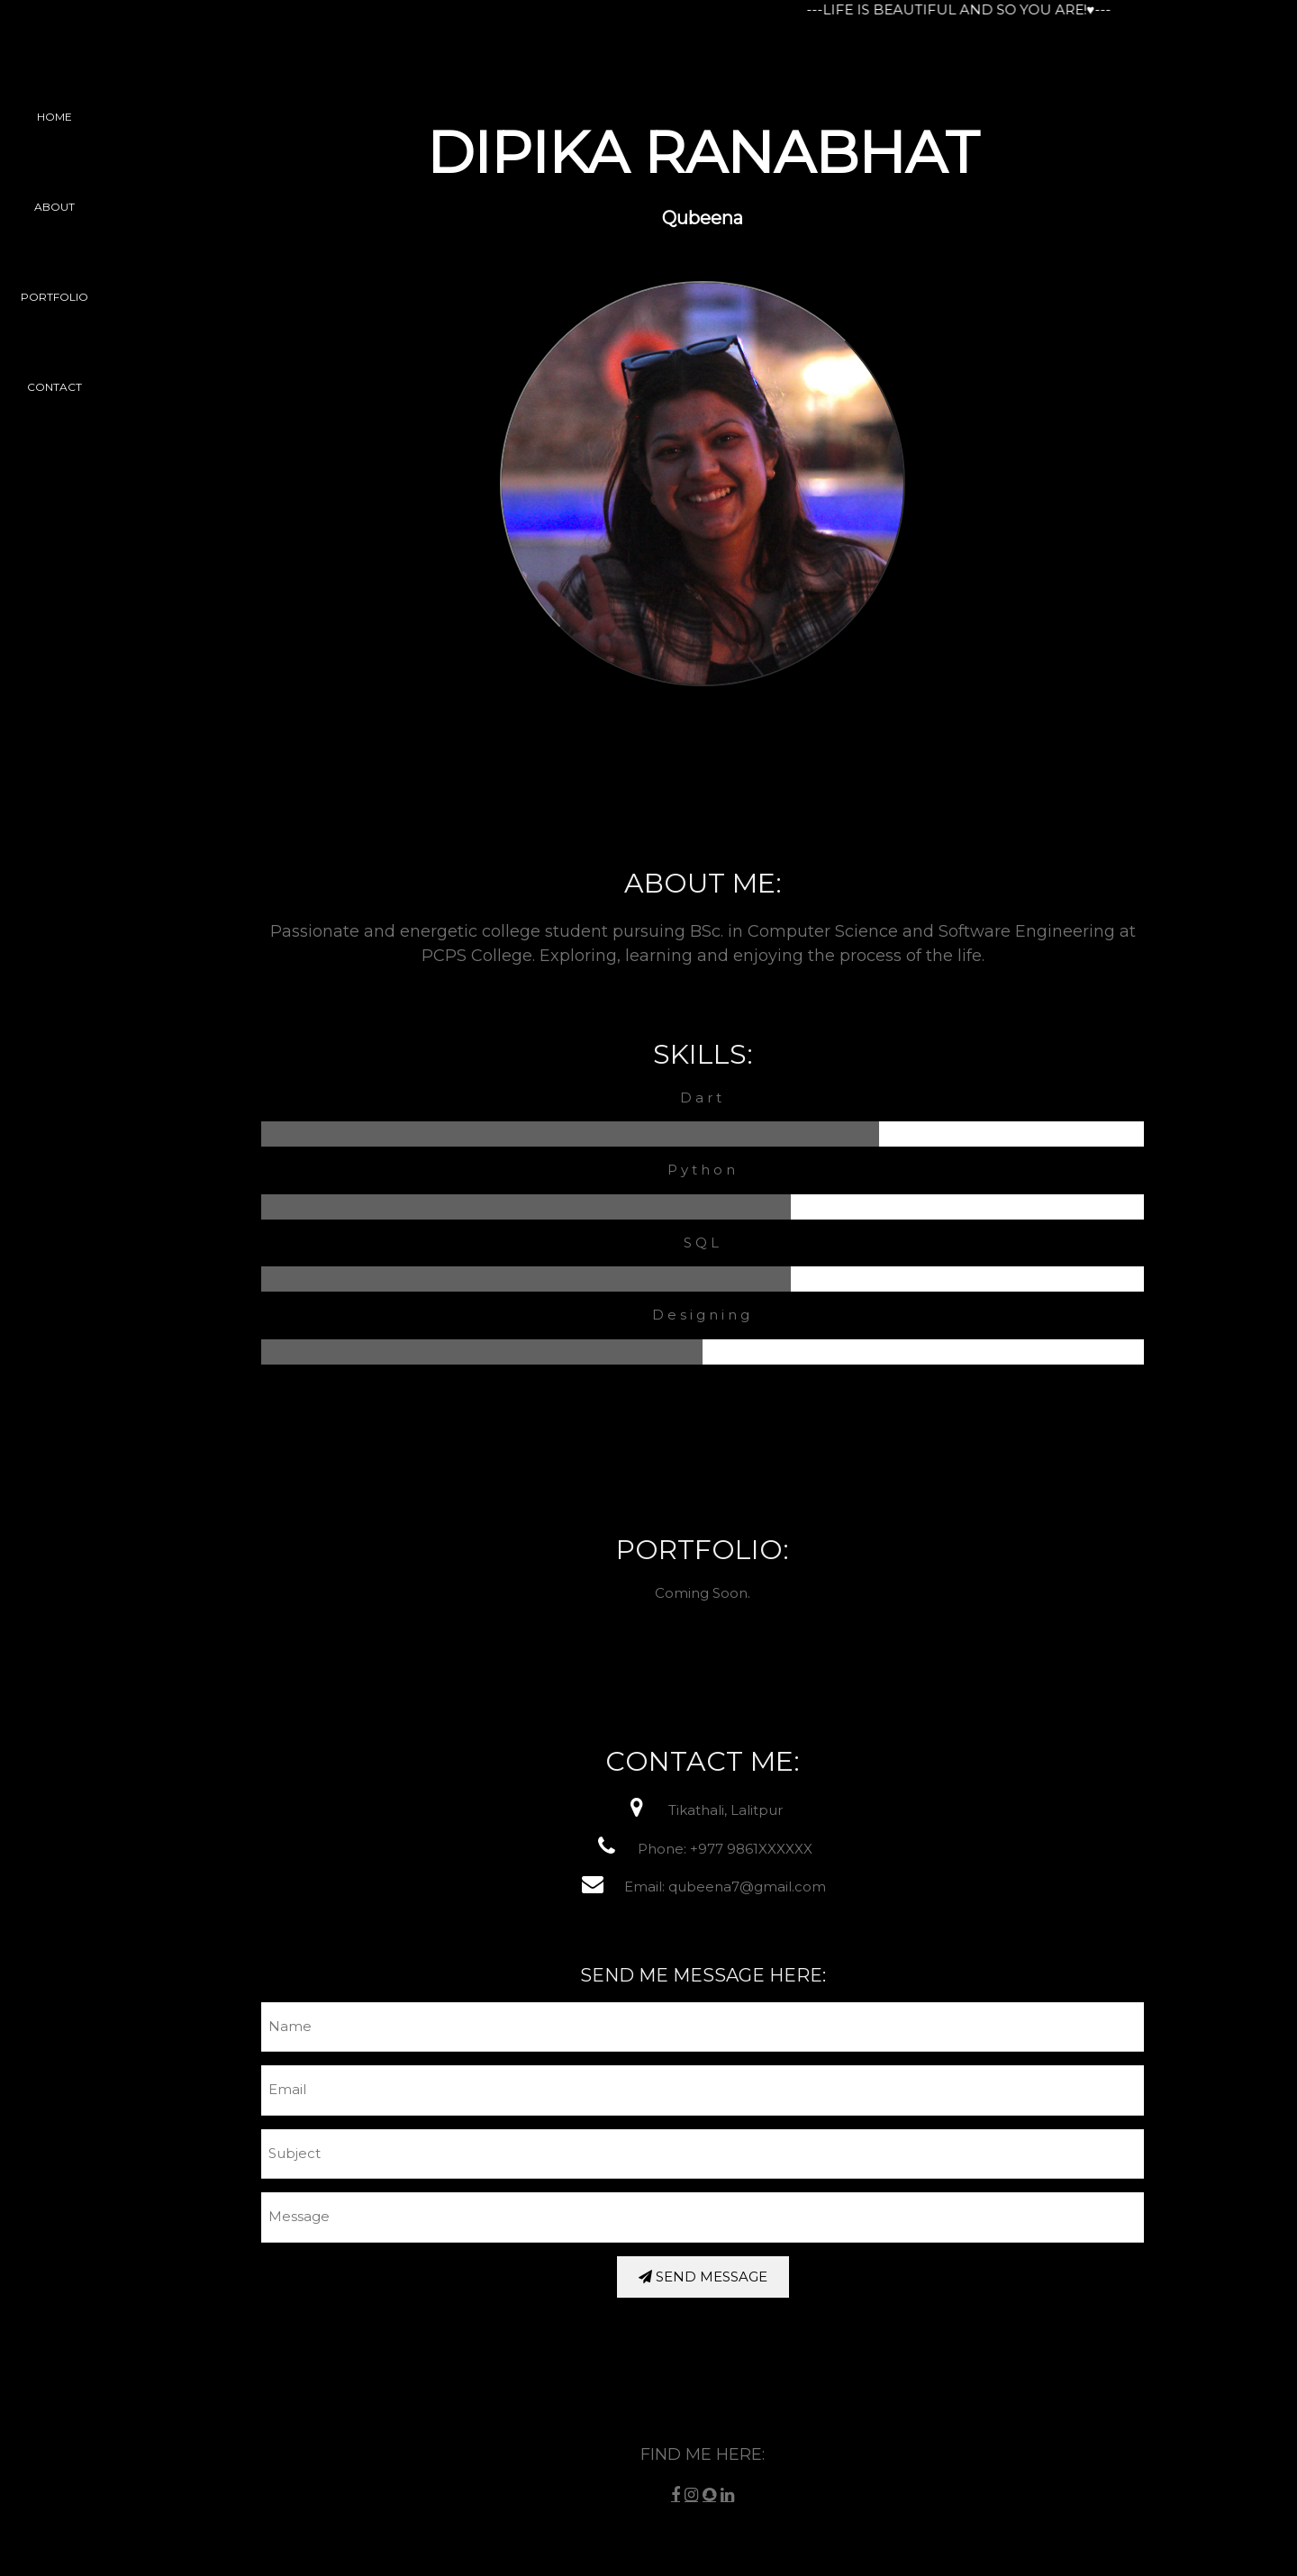 ---LIFE IS BEAUTIFUL AND SO YOU ARE!♥---
HOME
ABOUT
PORTFOLIO
CONTACT
DIPIKA RANABHAT
Qubeena
ABOUT ME:
Passionate and energetic college student pursuing BSc. in Computer Science and Software Engineering at
PCPS College. Exploring, learning and enjoying the process of the life.
SKILLS:
Dart
Python
SQL
Designing
PORTFOLIO:
Coming Soon.
CONTACT ME:
Tikathali, Lalitpur
Phone: +977 9861XXXXXX
Email: qubeena7@gmail.com
SEND ME MESSAGE HERE:
Name
Email
Subject
Message
SEND MESSAGE
FIND ME HERE: